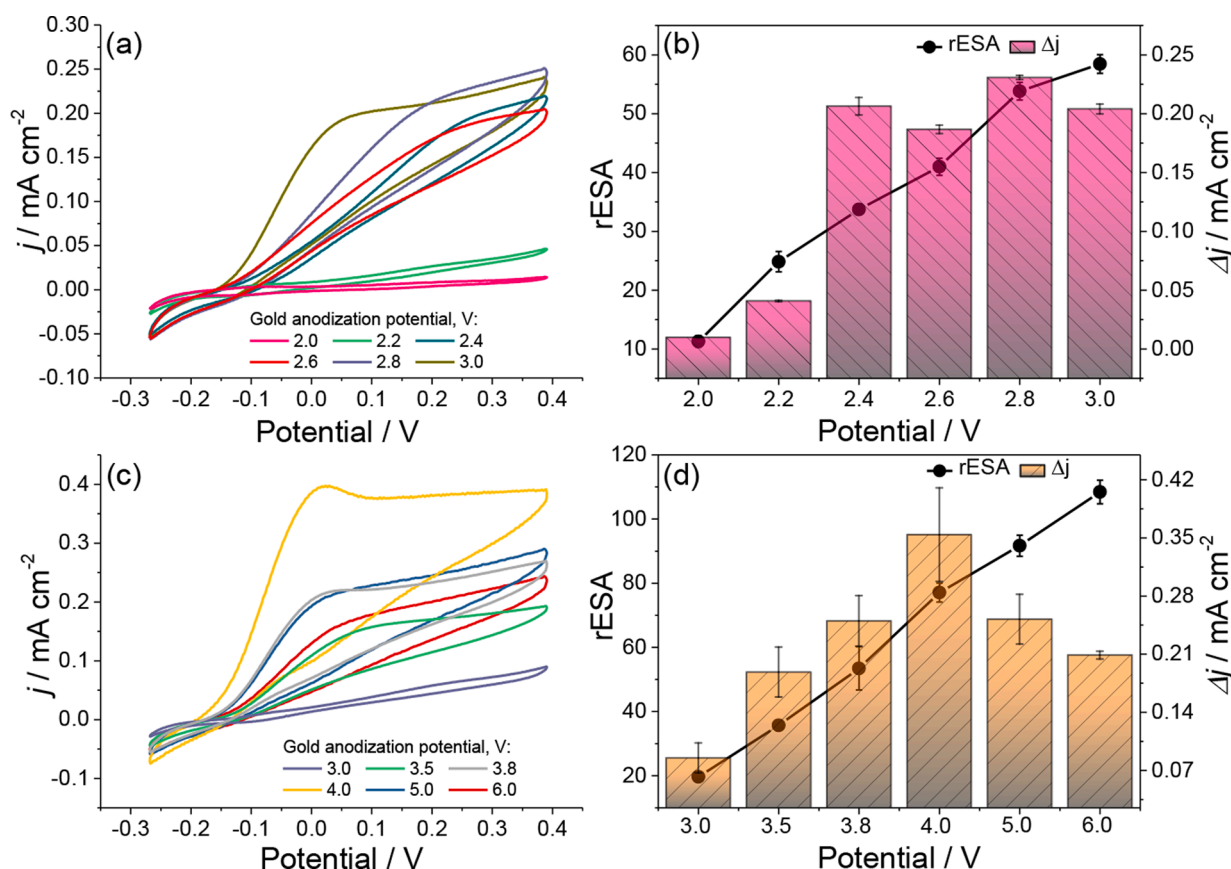 (a)
0.30
0.25
0.20
0.15
0.10
0.05
0.00
-0.05
-0.10
j / mA cm⁻²
Gold anodization potential, V:
2.0 2.2 2.4
2.6 2.8 3.0
-0.3 -0.2 -0.1 0.0 0.1 0.2 0.3 0.4
Potential / V
(b)
rESA Δj
60
50
40
30
20
10
rESA
0.25
0.20
0.15
0.10
0.05
0.00
Δj / mA cm⁻²
2.0 2.2 2.4 2.6 2.8 3.0
Potential / V
(c)
0.4
0.3
0.2
0.1
0.0
-0.1
j / mA cm⁻²
Gold anodization potential, V:
3.0 3.5 3.8
4.0 5.0 6.0
-0.3 -0.2 -0.1 0.0 0.1 0.2 0.3 0.4
Potential / V
(d)
rESA Δj
120
100
80
60
40
20
rESA
0.42
0.35
0.28
0.21
0.14
0.07
Δj / mA cm⁻²
3.0 3.5 3.8 4.0 5.0 6.0
Potential / V